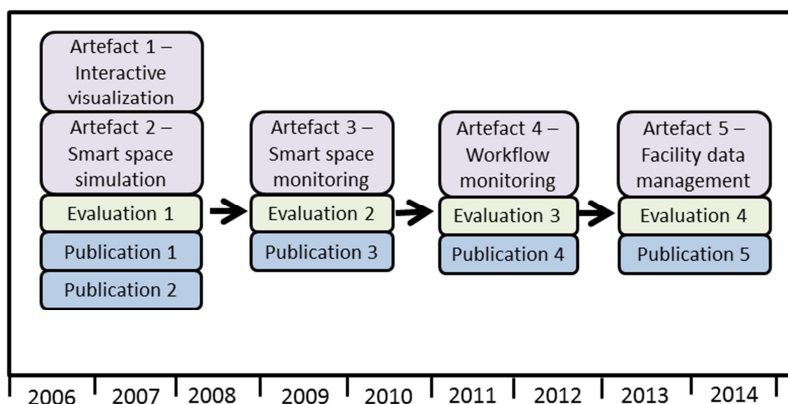 Artefact 1 –
Interactive
visualization
Artefact 2 –
Smart space
simulation
Evaluation 1
Publication 1
Publication 2
Artefact 3 –
Smart space
monitoring
Evaluation 2
Publication 3
Artefact 4 –
Workflow
monitoring
Evaluation 3
Publication 4
Artefact 5 –
Facility data
management
Evaluation 4
Publication 5
2006 2007 2008 2009 2010 2011 2012 2013 2014